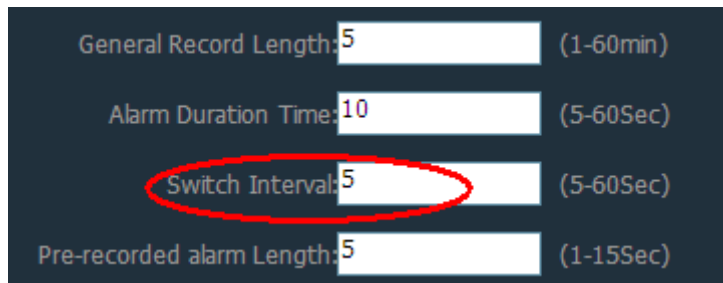 General Record Length:5 (1-60min)
Alarm Duration Time:10 (5-60Sec)
Switch Interval:5 (5-60Sec)
Pre-recorded alarm Length:5 (1-15Sec)